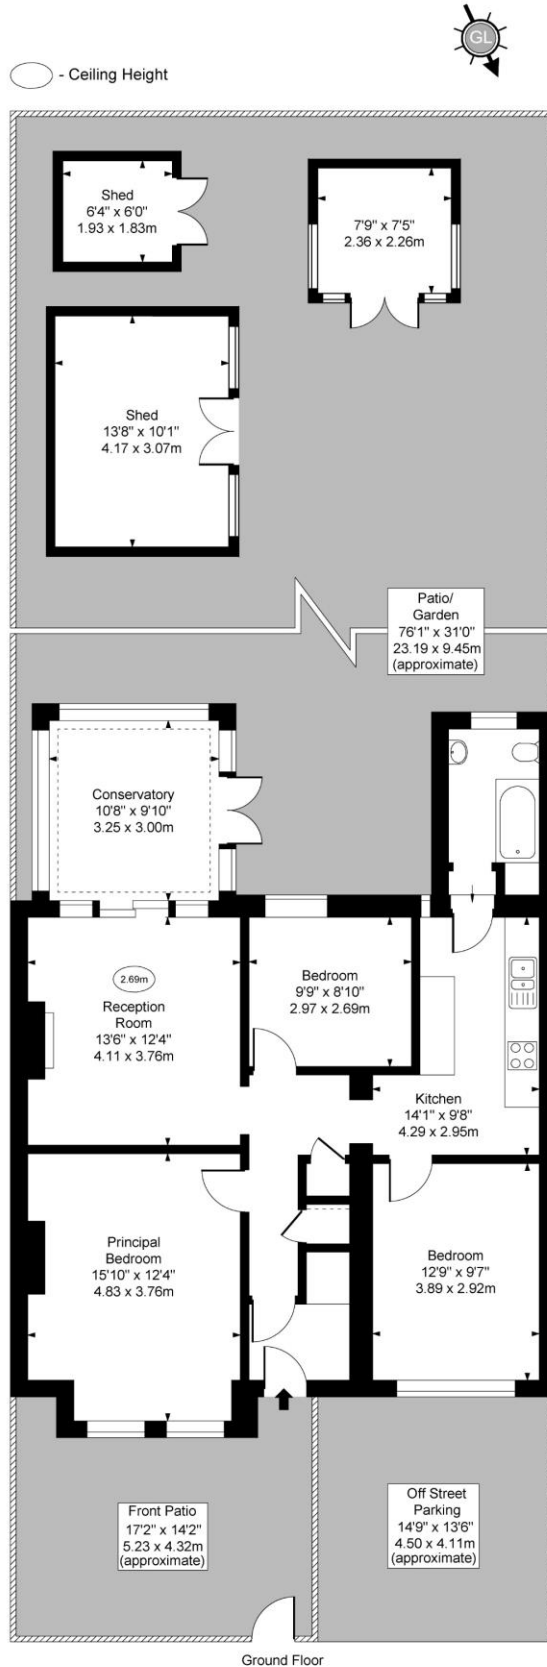 GL
- Ceiling Height
Shed
6'4" x 6'0"
1.93 x 1.83m
7'9" x 7'5"
2.36 x 2.26m
Shed
13'8" x 10'1"
4.17 x 3.07m
Patio/
Garden
76'1" x 31'0"
23.19 x 9.45m
(approximate)
Conservatory
10'8" x 9'10"
3.25 x 3.00m
2.69m
Reception
Room
13'6" x 12'4"
4.11 x 3.76m
Bedroom
9'9" x 8'10"
2.97 x 2.69m
Kitchen
14'1" x 9'8"
4.29 x 2.95m
Principal
Bedroom
15'10" x 12'4"
4.83 x 3.76m
Bedroom
12'9" x 9'7"
3.89 x 2.92m
Front Patio
17'2" x 14'2"
5.23 x 4.32m
(approximate)
Off Street
Parking
14'9" x 13'6"
4.50 x 4.11m
(approximate)
Ground Floor